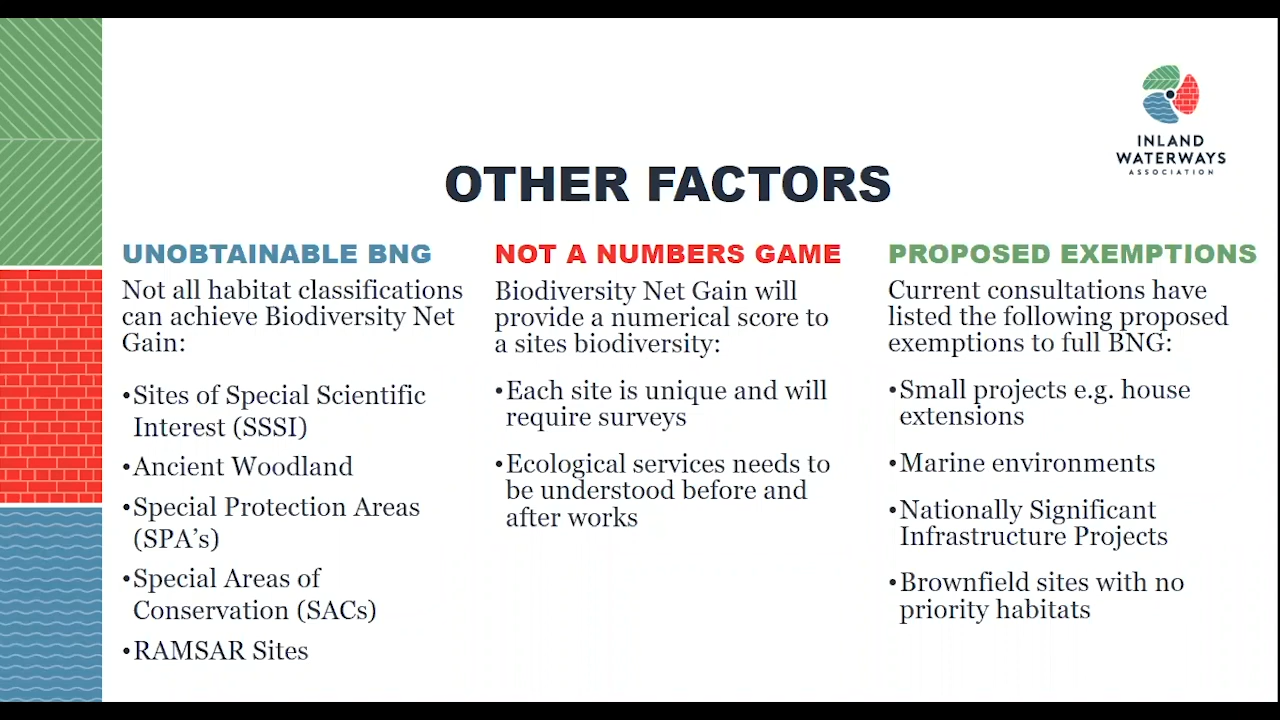 INLAND
WATERWAYS
ASSOCIATION
OTHER FACTORS
UNOBTAINABLE BNG
Not all habitat classifications
can achieve Biodiversity Net
Gain:
•Sites of Special Scientific
Interest (SSSI)
•Ancient Woodland
•Special Protection Areas
(SPA's)
•Special Areas of
Conservation (SACs)
•RAMSAR Sites
NOT A NUMBERS GAME
Biodiversity Net Gain will
provide a numerical score to
a sites biodiversity:
•Each site is unique and will
require surveys
•Ecological services needs to
be understood before and
after works
PROPOSED EXEMPTIONS
Current consultations have
listed the following proposed
exemptions to full BNG:
•Small projects e.g. house
extensions
•Marine environments
•Nationally Significant
Infrastructure Projects
•Brownfield sites with no
priority habitats